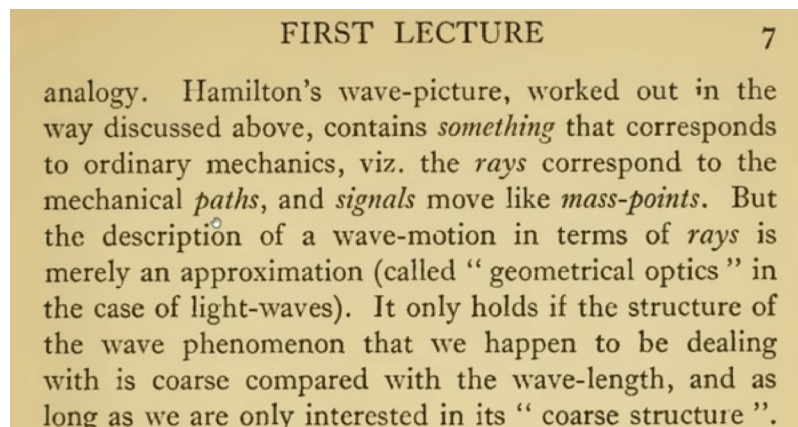 FIRST LECTURE 7
analogy. Hamilton's wave-picture, worked out in the
way discussed above, contains something that corresponds
to ordinary mechanics, viz. the rays correspond to the
mechanical paths, and signals move like mass-points. But
the description of a wave-motion in terms of rays is
merely an approximation (called “ geometrical optics ” in
the case of light-waves). It only holds if the structure of
the wave phenomenon that we happen to be dealing
with is coarse compared with the wave-length, and as
long as we are only interested in its “ coarse structure ”.